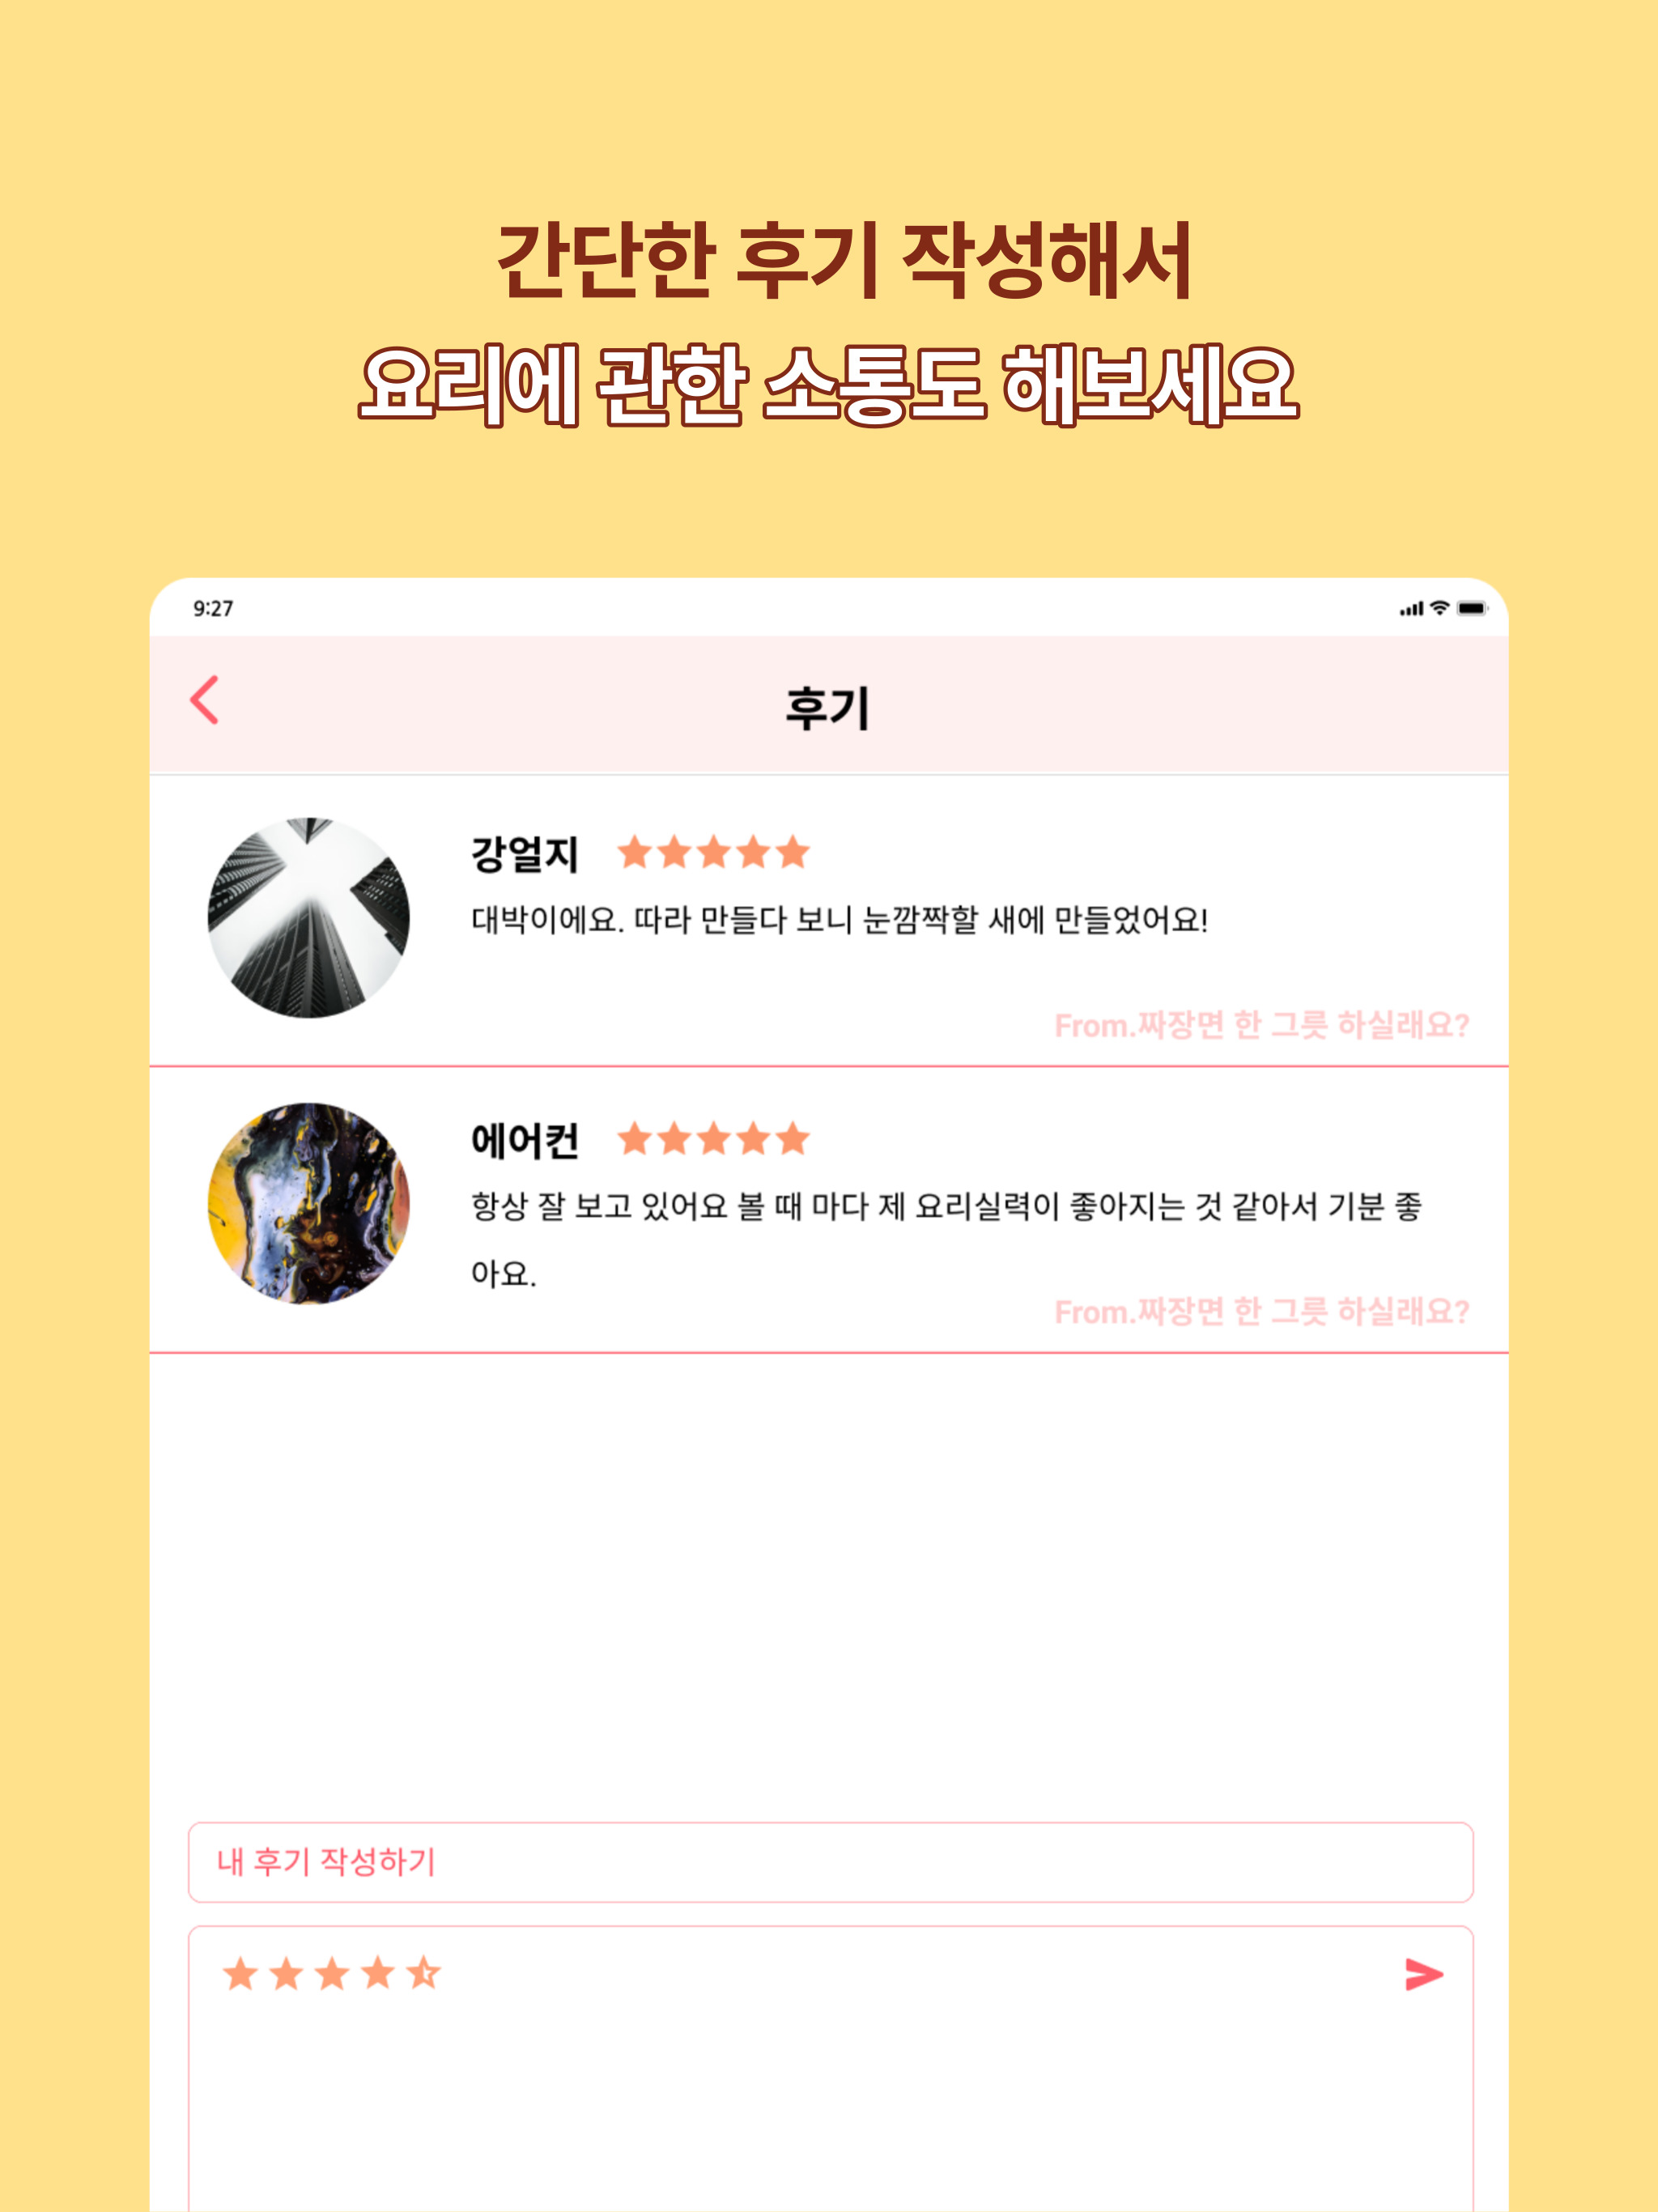 간단한 후기 작성해서
요리에 관한 소통도 해보세요
9:27
후기
강얼지
대박이에요. 따라 만들다 보니 눈깜짝할 새에 만들었어요!
From.짜장면 한 그릇 하실래요?
에어컨
항상 잘 보고 있어요 볼 때 마다 제 요리실력이 좋아지는 것 같아서 기분 좋
아요.
From.짜장면 한 그릇 하실래요?
내 후기 작성하기